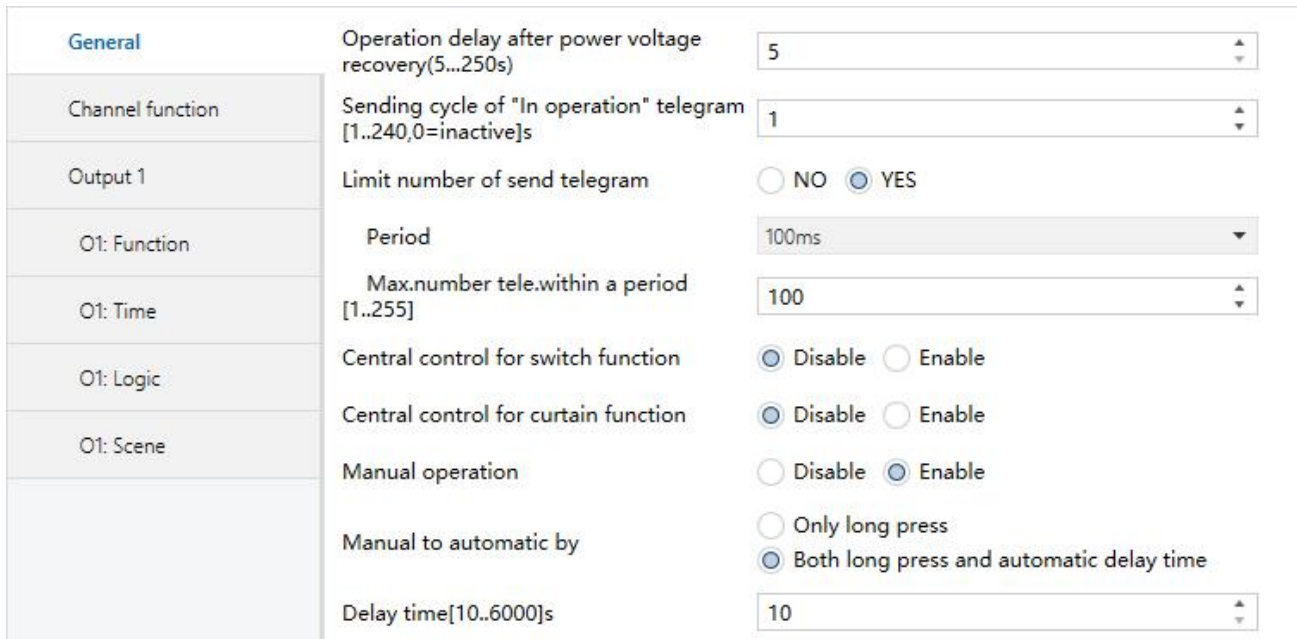 General
Channel function
Output 1
O1: Function
O1: Time
O1: Logic
O1: Scene
Operation delay after power voltage
recovery(5...250s)
5
Sending cycle of "In operation" telegram
[1..240,0=inactive]s
1
Limit number of send telegram
NO YES
Period
100ms
Max.number tele.within a period
[1..255]
100
Central control for switch function
Disable Enable
Central control for curtain function
Disable Enable
Manual operation
Disable Enable
Manual to automatic by
Only long press
Both long press and automatic delay time
Delay time[10..6000]s
10